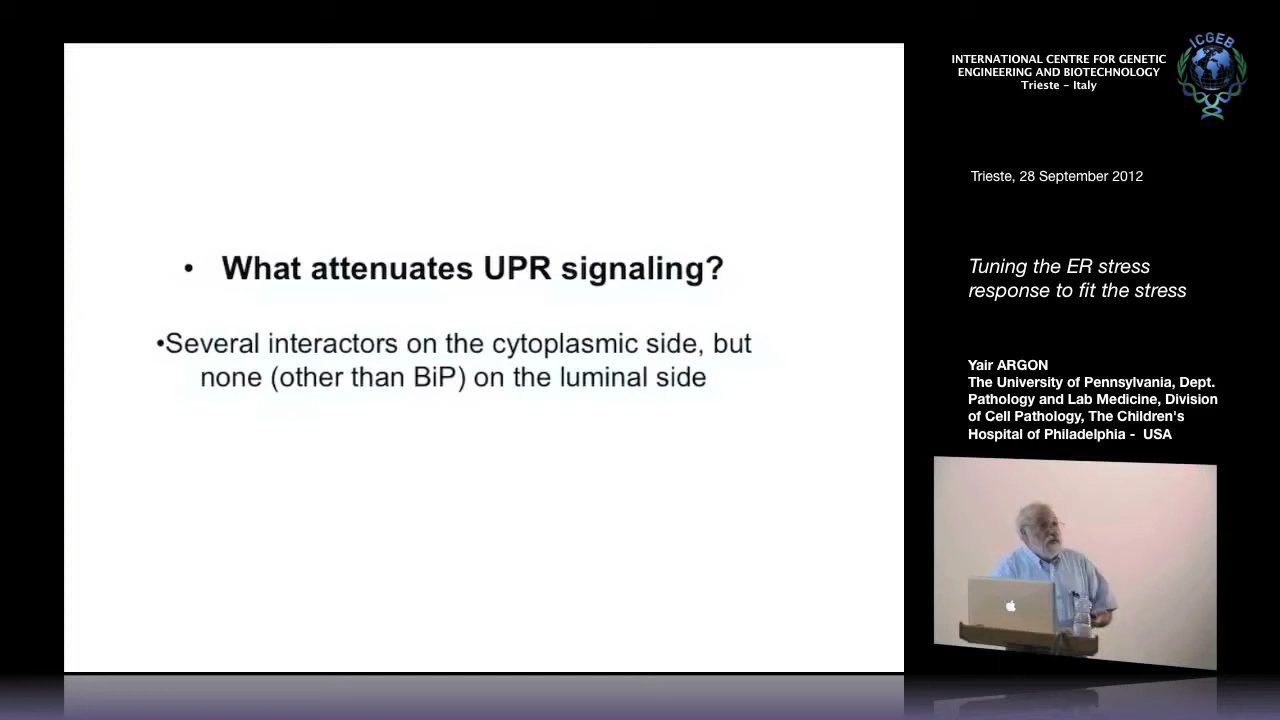 • What attenuates UPR signaling?
•Several interactors on the cytoplasmic side, but
none (other than BiP) on the luminal side
INTERNATIONAL CENTRE FOR GENETIC
ENGINEERING AND BIOTECHNOLOGY
Trieste – Italy
ICGEB
Trieste, 28 September 2012
Tuning the ER stress
response to fit the stress
Yair ARGON
The University of Pennsylvania, Dept.
Pathology and Lab Medicine, Division
of Cell Pathology, The Children's
Hospital of Philadelphia - USA